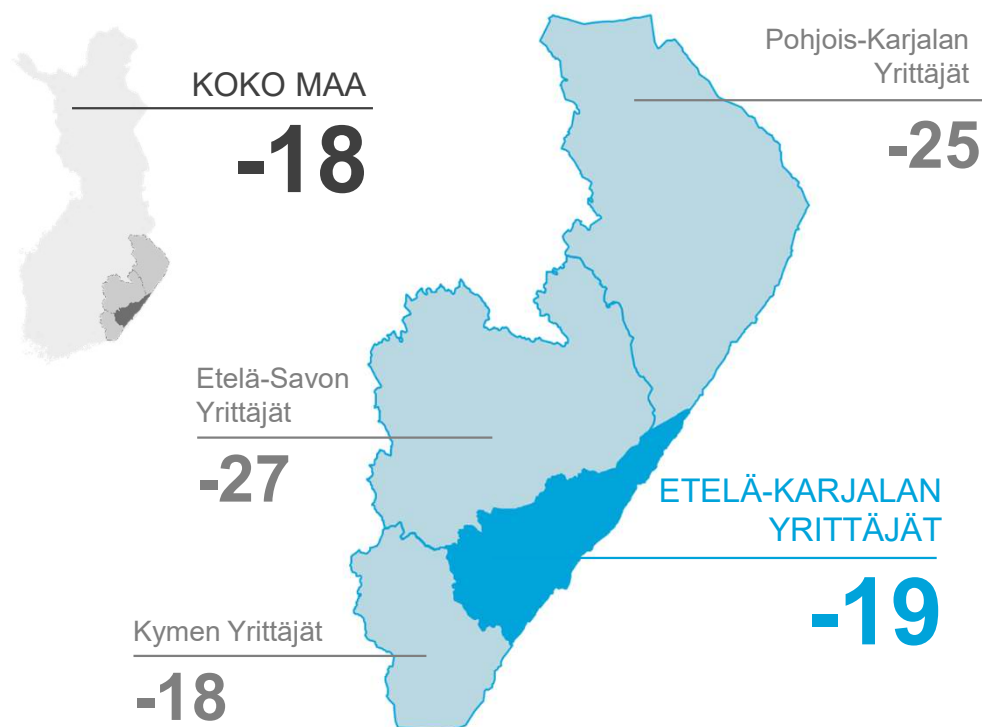 KOKO MAA
-18
Pohjois-Karjalan
Yrittäjät
-25
Etelä-Savon
Yrittäjät
-27
ETELÄ-KARJALAN
YRITTÄJÄT
-19
Kymen Yrittäjät
-18